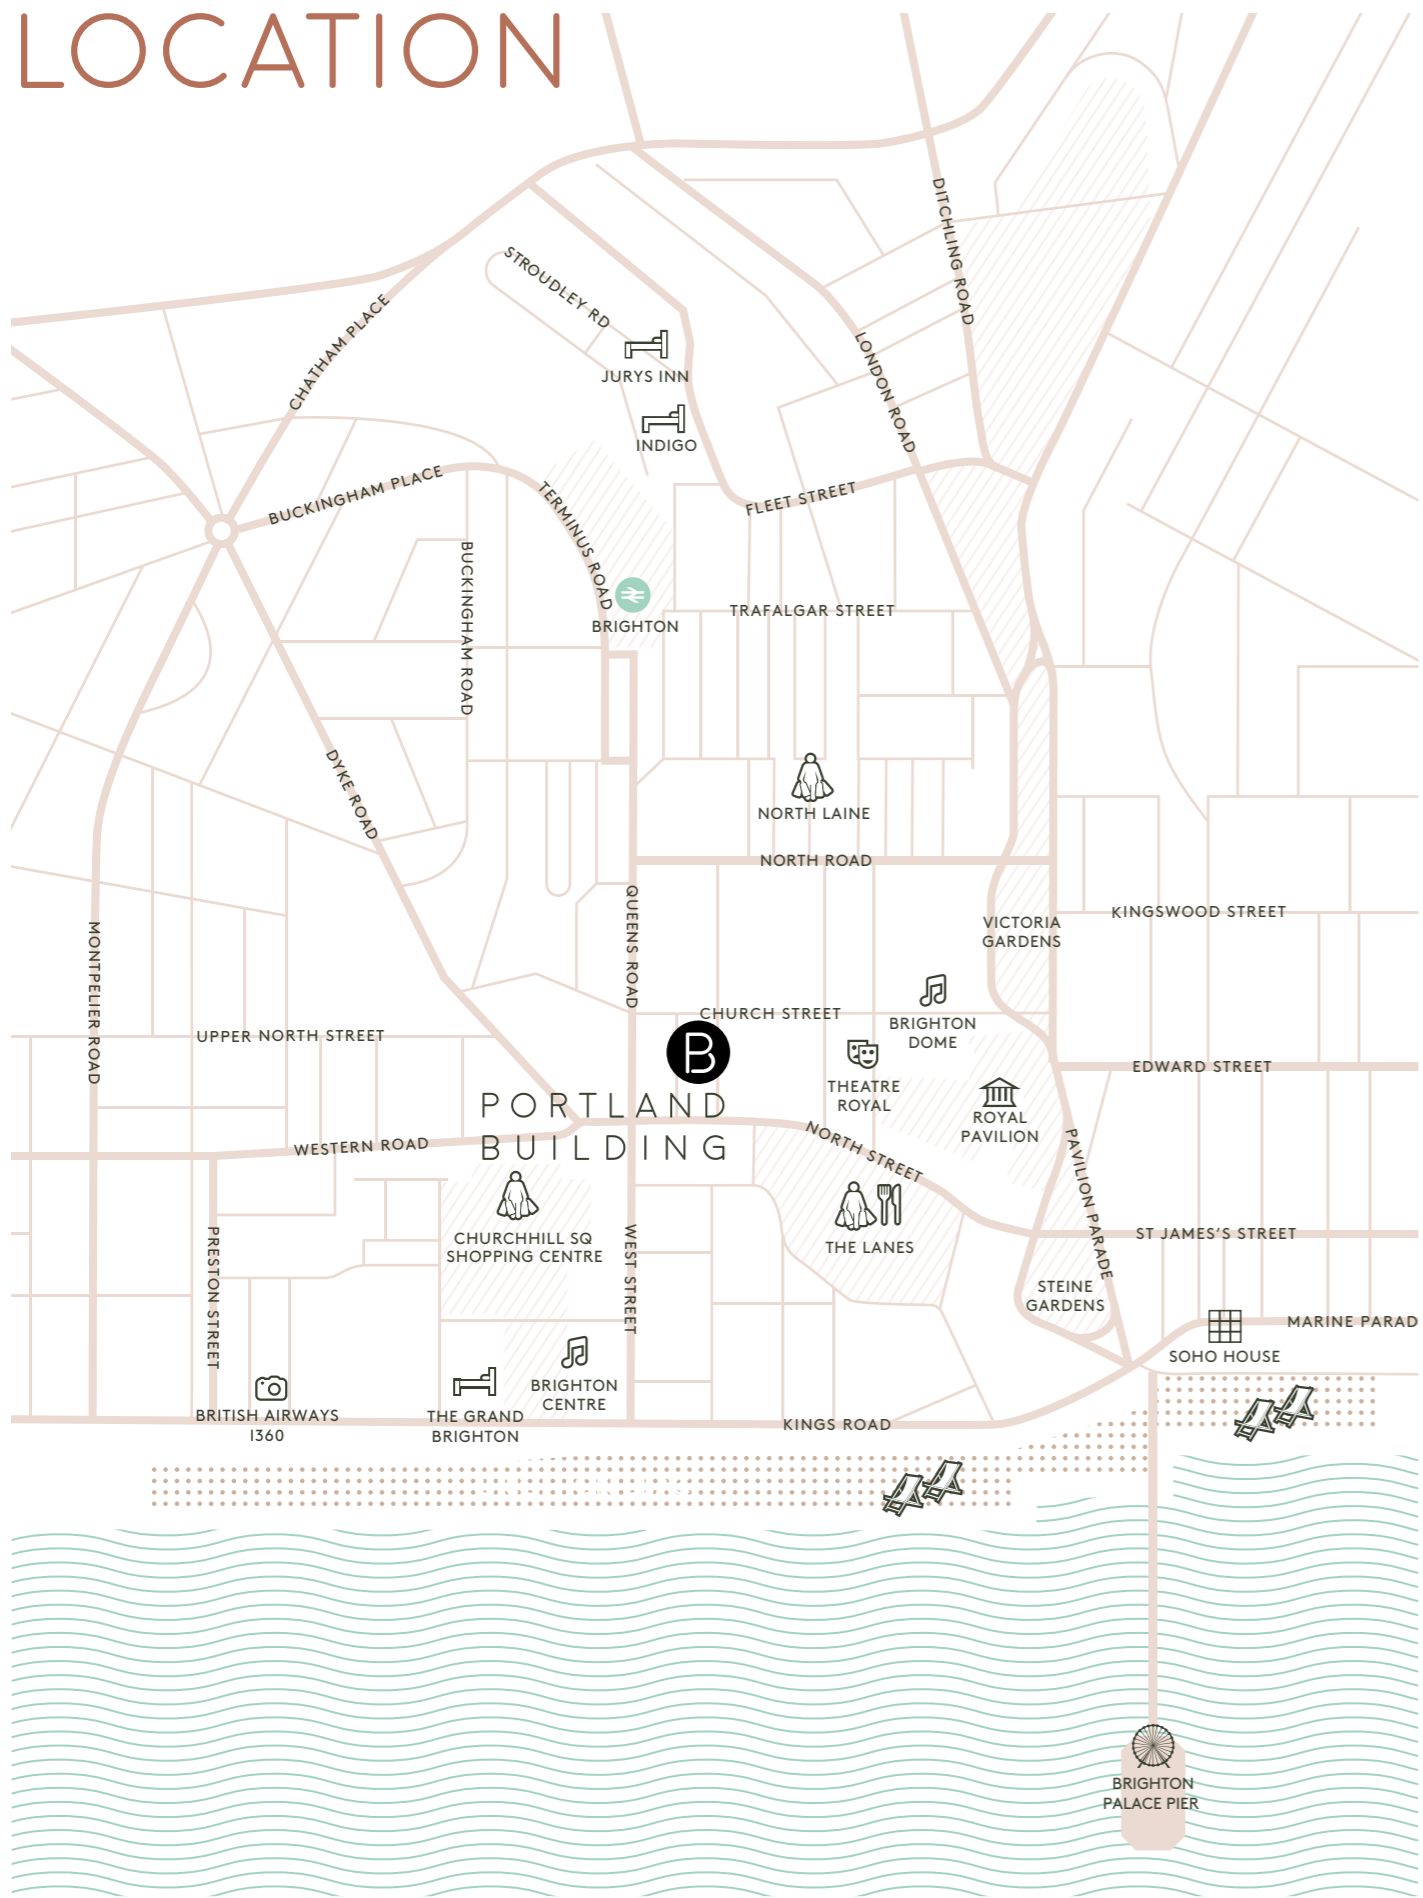 LOCATION
DITCHLING ROAD
STROUDLEY RD
CHATHAM PLACE
LONDON ROAD
JURYS INN
INDIGO
BUCKINGHAM PLACE
TERMINUS ROAD
FLEET STREET
BUCKINGHAM ROAD
TRAFALGAR STREET
BRIGHTON
DYKE ROAD
NORTH LAINE
NORTH ROAD
QUEENS ROAD
KINGSWOOD STREET
VICTORIA
GARDENS
MONTPELIER ROAD
CHURCH STREET
BRIGHTON
DOME
UPPER NORTH STREET
B
EDWARD STREET
THEATRE
ROYAL
PORTLAND
BUILDING
ROYAL
PAVILION
WESTERN ROAD
NORTH STREET
PAVILION PARADE
CHURCHHILL SQ
SHOPPING CENTRE
THE LANES
ST JAMES'S STREET
PRESTON STREET
WEST STREET
STEINE
GARDENS
MARINE PARAD
SOHO HOUSE
BRIGHTON
CENTRE
BRITISH AIRWAYS
I360
THE GRAND
BRIGHTON
KINGS ROAD
BRIGHTON
PALACE PIER